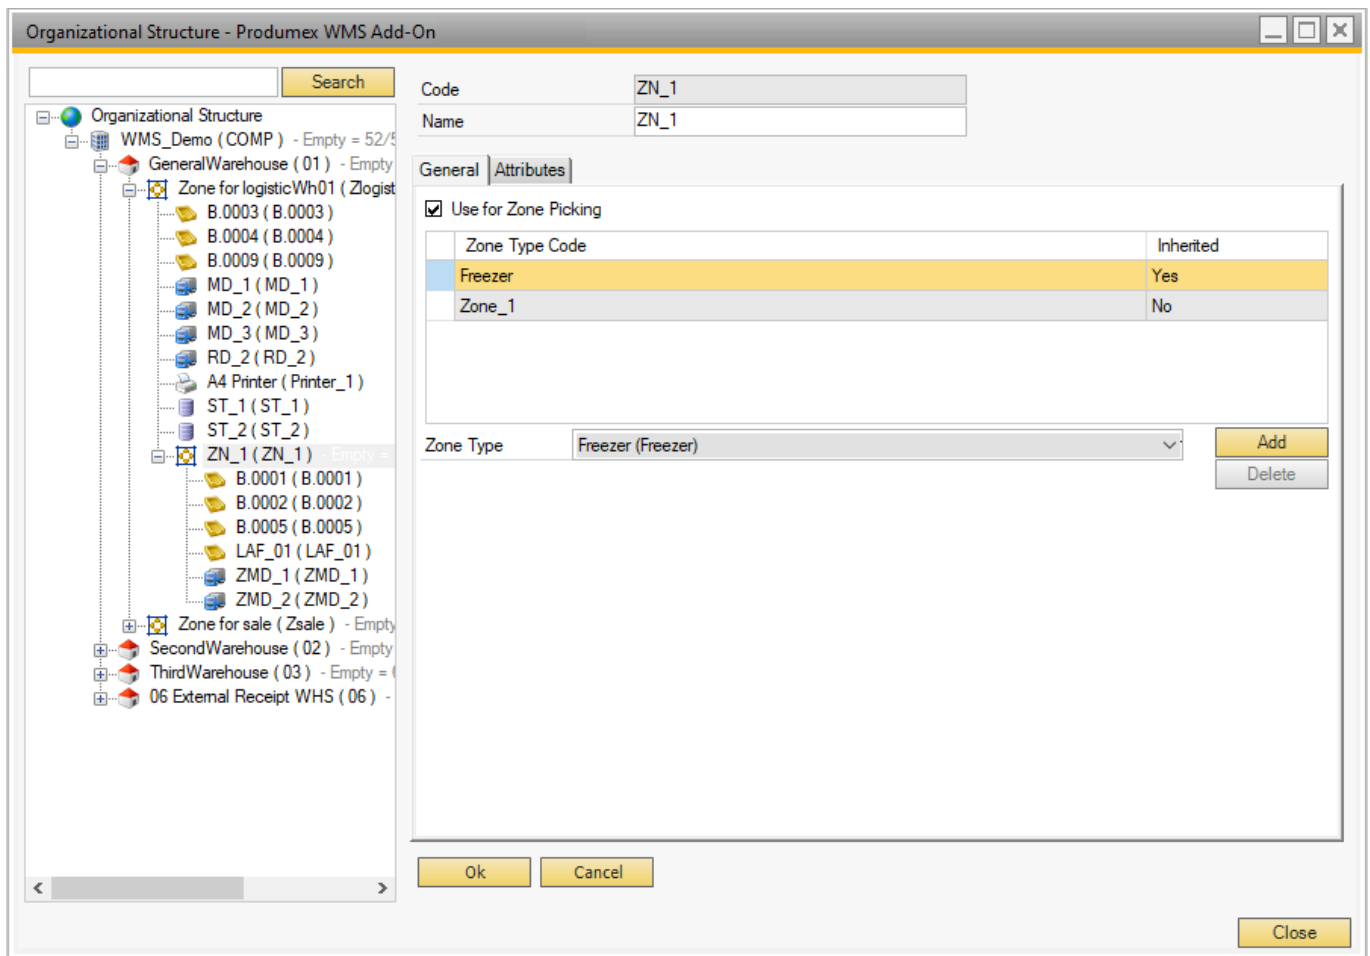 Organizational Structure - Produmex WMS Add-On
Search
Organizational Structure
WMS_Demo ( COMP ) - Empty = 52/5
GeneralWarehouse ( 01 ) - Empty
Zone for logisticWh01 ( Zlogist
B.0003 ( B.0003 )
B.0004 ( B.0004 )
B.0009 ( B.0009 )
MD_1 ( MD_1 )
MD_2 ( MD_2 )
MD_3 ( MD_3 )
RD_2 ( RD_2 )
A4 Printer ( Printer_1 )
ST_1 ( ST_1 )
ST_2 ( ST_2 )
ZN_1 ( ZN_1 ) - Empty =
B.0001 ( B.0001 )
B.0002 ( B.0002 )
B.0005 ( B.0005 )
LAF_01 ( LAF_01 )
ZMD_1 ( ZMD_1 )
ZMD_2 ( ZMD_2 )
Zone for sale ( Zsale ) - Empty
SecondWarehouse ( 02 ) - Empty
ThirdWarehouse ( 03 ) - Empty =
06 External Receipt WHS ( 06 ) -
Code ZN_1
Name ZN_1
General Attributes
Use for Zone Picking
Zone Type Code Inherited
Freezer Yes
Zone_1 No
Zone Type Freezer (Freezer) Add
Delete
Ok Cancel
Close